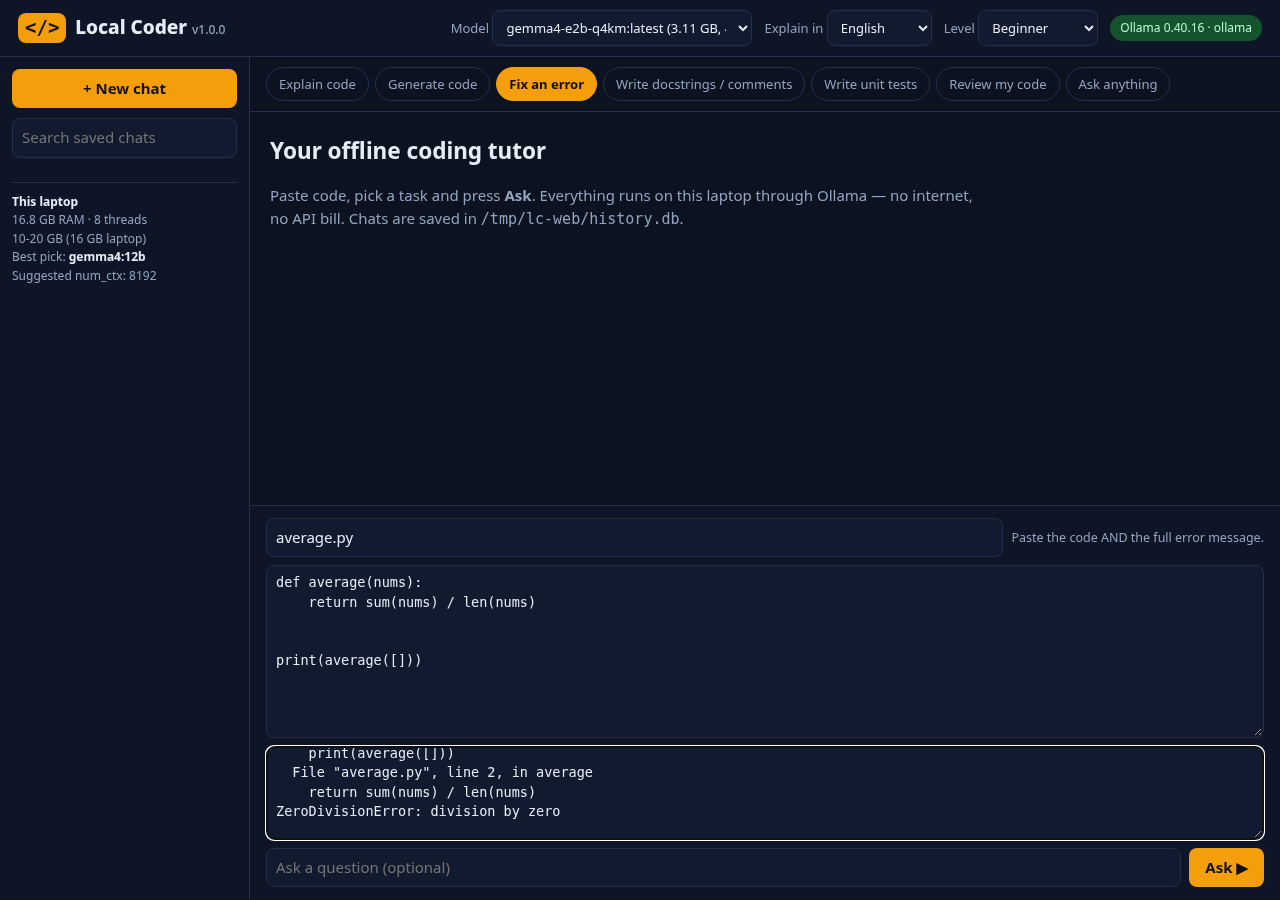 </> Local Coder v1.0.0
Model gemma4-e2b-q4km:latest (3.11 GB, Explain in English Level Beginner Ollama 0.40.16 · ollama
+ New chat
Search saved chats
This laptop
16.8 GB RAM · 8 threads
10-20 GB (16 GB laptop)
Best pick: gemma4:12b
Suggested num_ctx: 8192
Explain code Generate code Fix an error Write docstrings / comments Write unit tests Review my code Ask anything
Your offline coding tutor
Paste code, pick a task and press Ask. Everything runs on this laptop through Ollama — no internet,
no API bill. Chats are saved in /tmp/lc-web/history.db.
average.py
Paste the code AND the full error message.
def average(nums):
    return sum(nums) / len(nums)
print(average([]))
    print(average([]))
  File "average.py", line 2, in average
    return sum(nums) / len(nums)
ZeroDivisionError: division by zero
Ask a question (optional)
Ask ▶